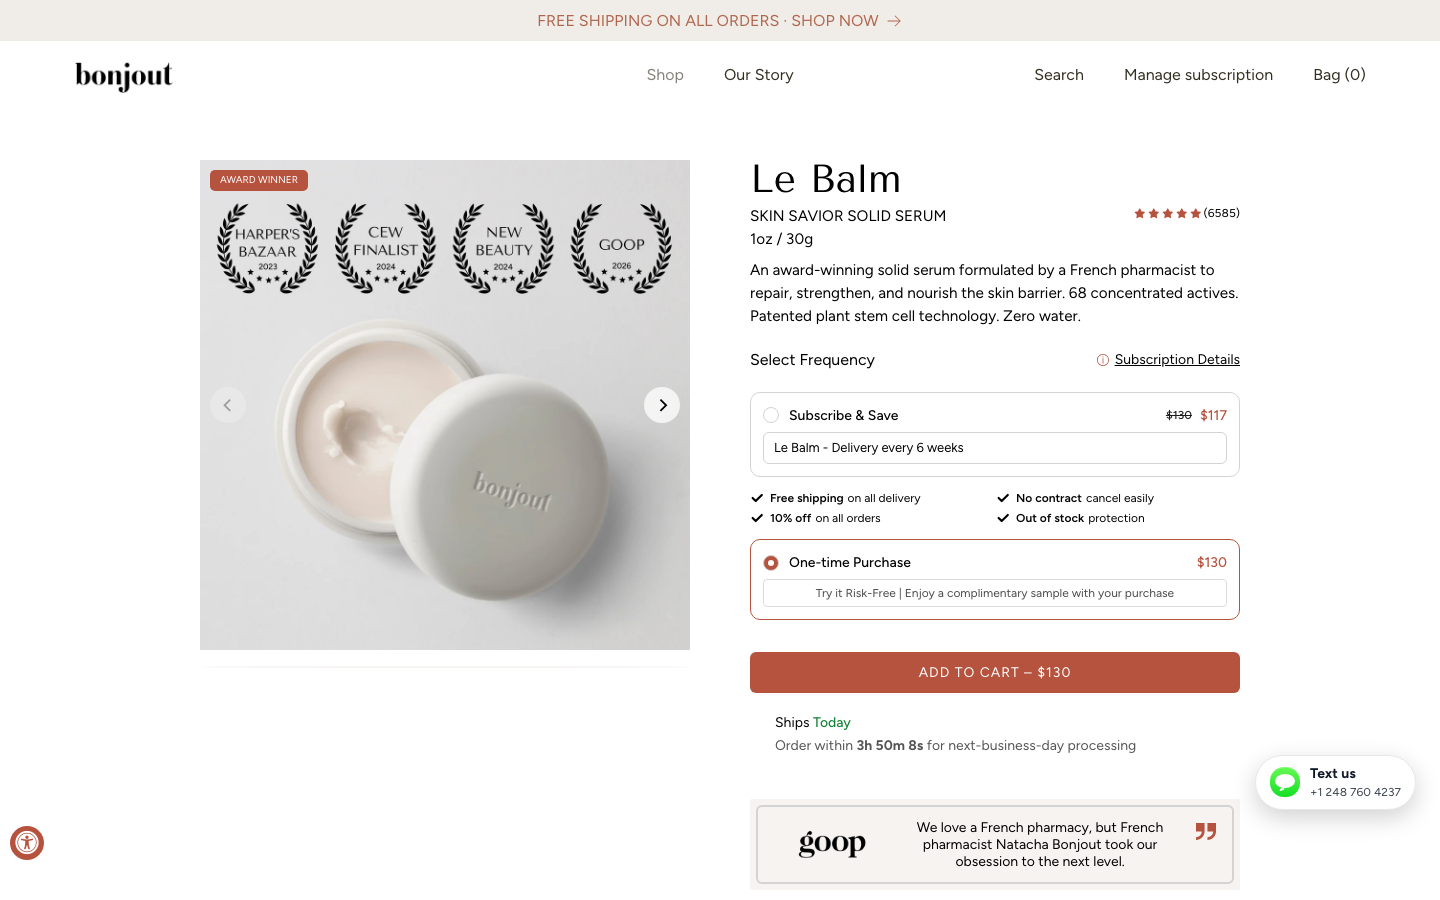 FREE SHIPPING ON ALL ORDERS · SHOP NOW →
bonjout
Shop
Our Story
Search
Manage subscription
Bag (0)
AWARD WINNER
HARPER'S BAZAAR 2023
CEW FINALIST 2024
NEW BEAUTY 2024
GOOP 2026
bonjout
Le Balm
SKIN SAVIOR SOLID SERUM
(6585)
1oz / 30g
An award-winning solid serum formulated by a French pharmacist to
repair, strengthen, and nourish the skin barrier. 68 concentrated actives.
Patented plant stem cell technology. Zero water.
Select Frequency
Subscription Details
Subscribe & Save
$130 $117
Le Balm - Delivery every 6 weeks
Free shipping on all delivery
No contract cancel easily
10% off on all orders
Out of stock protection
One-time Purchase
$130
Try it Risk-Free | Enjoy a complimentary sample with your purchase
ADD TO CART – $130
Ships Today
Order within 3h 50m 8s for next-business-day processing
Text us
+1 248 760 4237
goop
We love a French pharmacy, but French
pharmacist Natacha Bonjout took our
obsession to the next level.